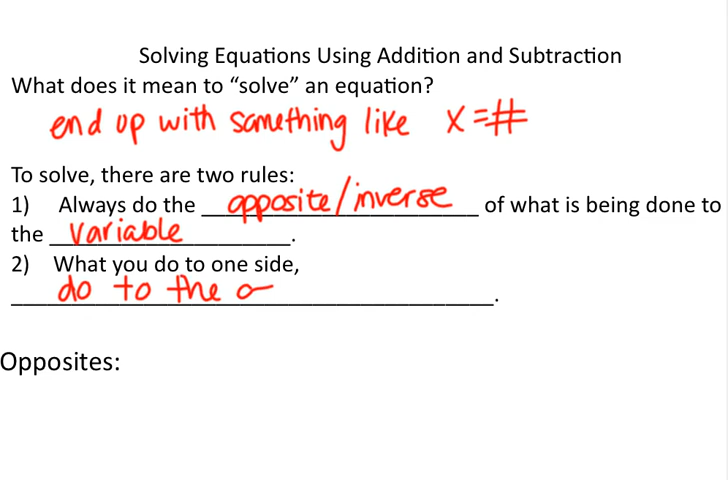 Solving Equations Using Addition and Subtraction
What does it mean to “solve” an equation?
end up with something like x = #
To solve, there are two rules:
1) Always do the opposite/inverse of what is being done to
the variable.
2) What you do to one side,
do to the o
Opposites: